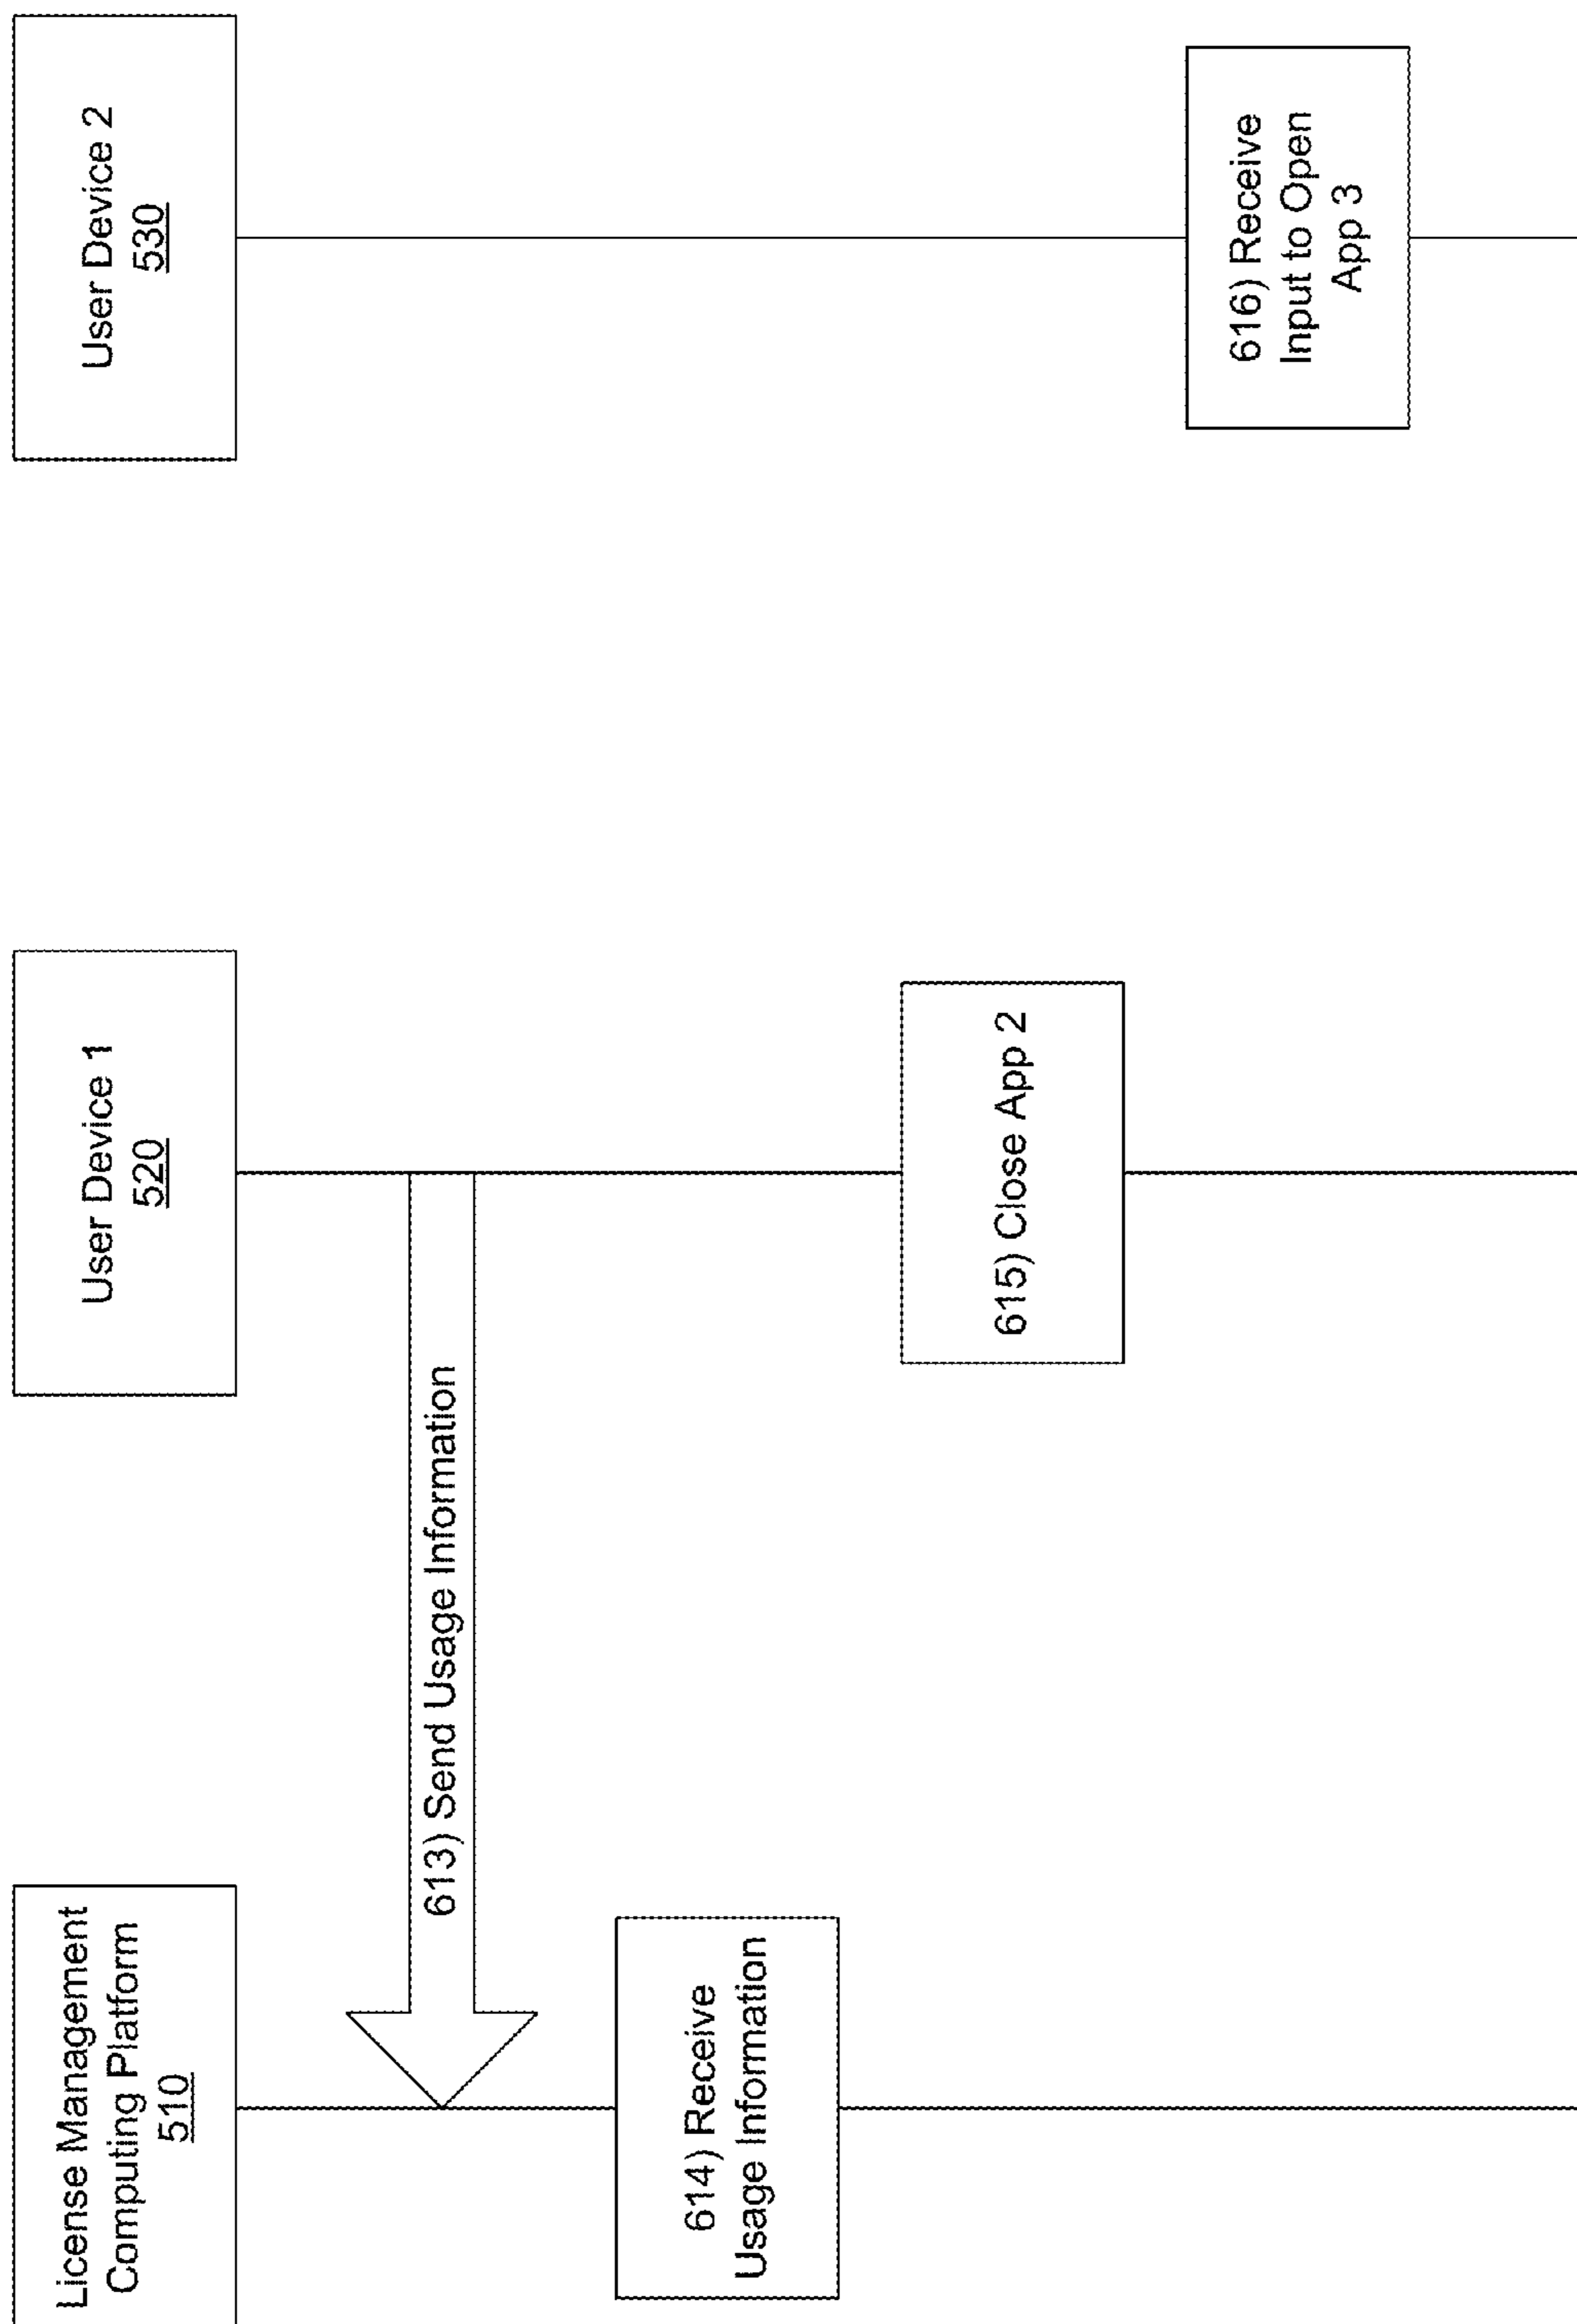 License Management
Computing Platform
510
User Device 1
520
User Device 2
530
613) Send Usage Information
614) Receive
Usage Information
615) Close App 2
616) Receive
Input to Open
App 3